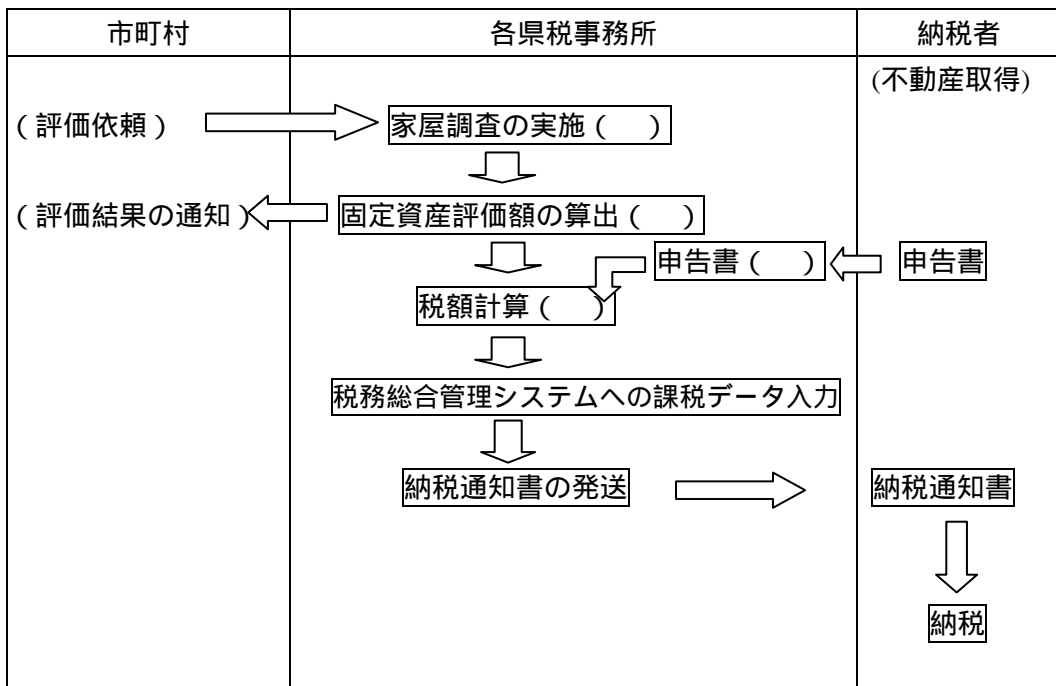 市町村 各県税事務所 納税者
(不動産取得)
(評価依頼) 家屋調査の実施( )
(評価結果の通知) 固定資産評価額の算出( )
申告書( ) 申告書
税額計算( )
税務総合管理システムへの課税データ入力
納税通知書の発送 納税通知書
納税